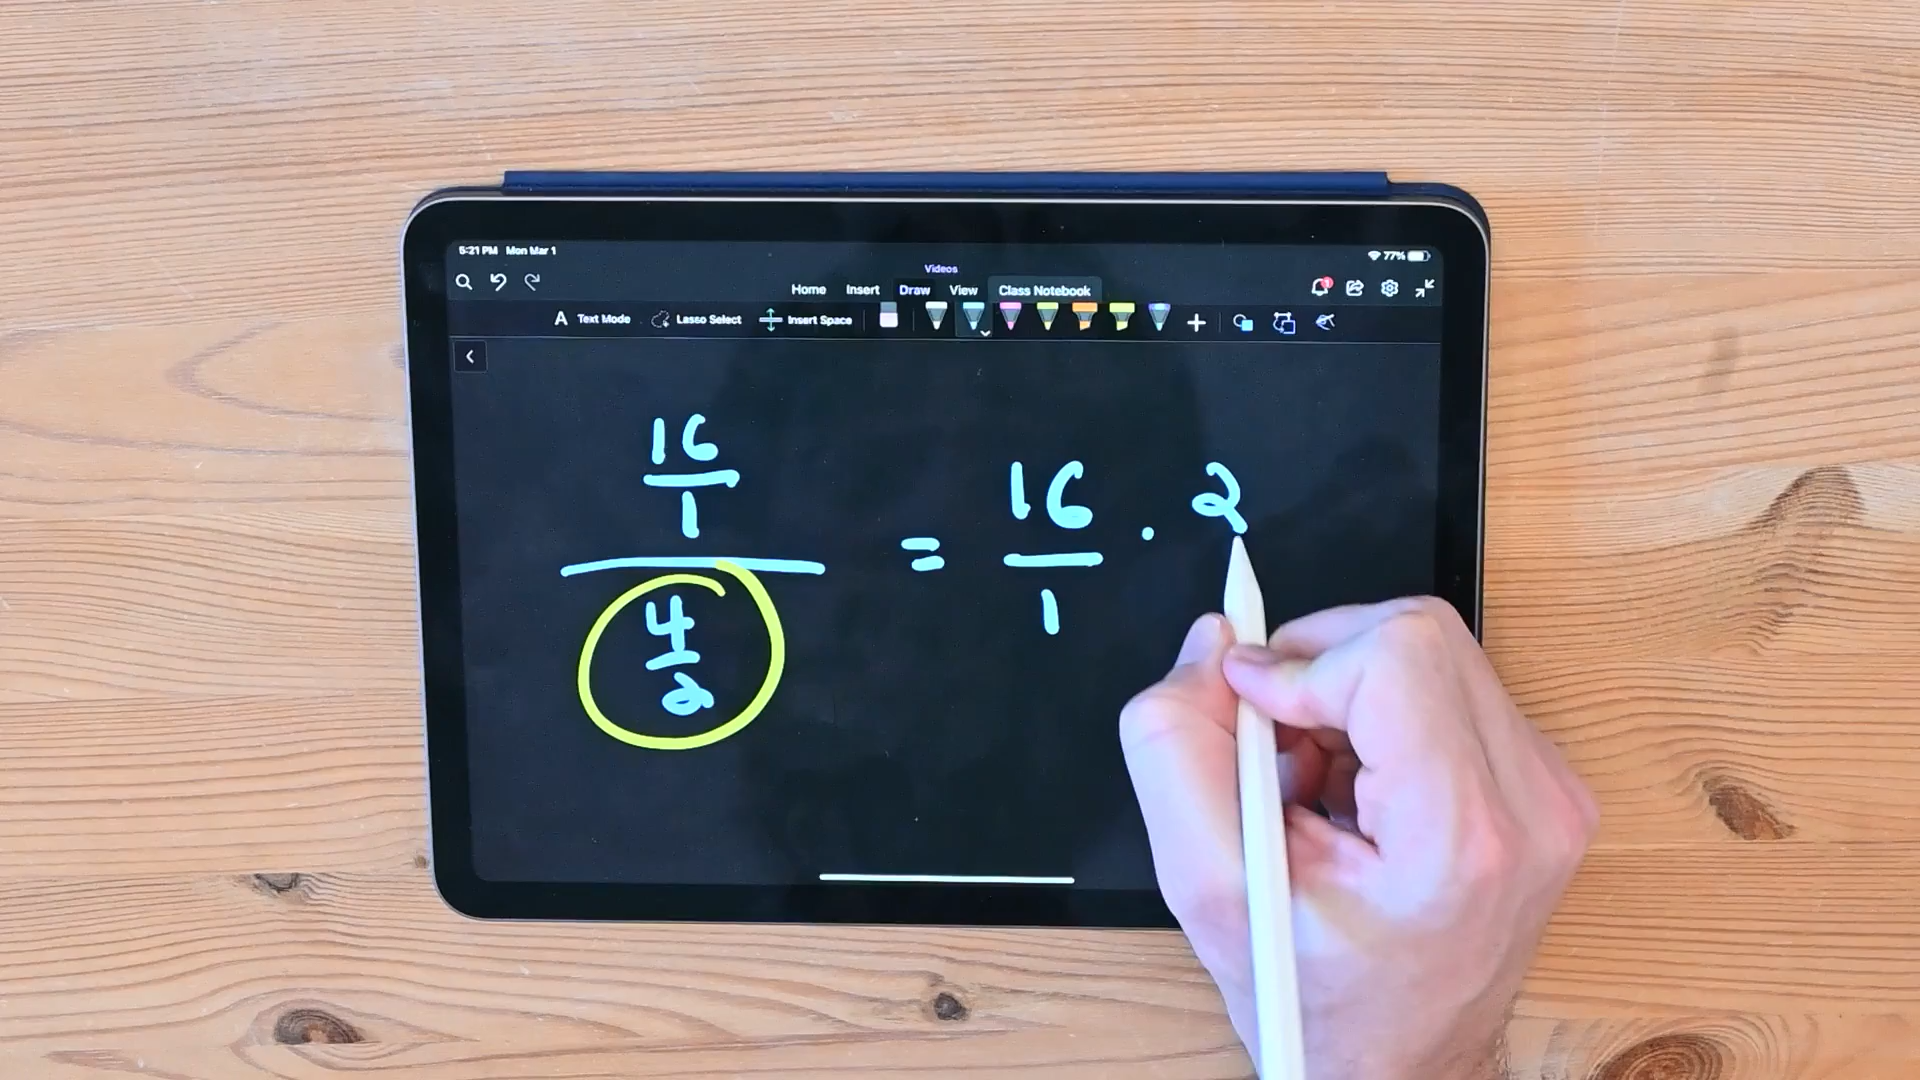 5:21 PM Mon Mar 1
77%
Videos
Home Insert Draw View Class Notebook
A Text Mode Lasso Select Insert Space
16
1
4
2
=
16
1
· 2